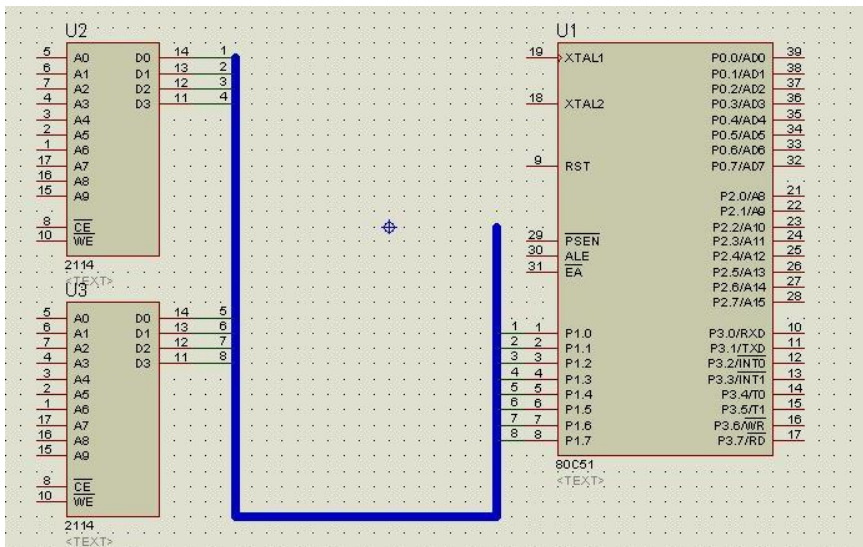 U2
5 A0 D0 14 1
6 A1 D1 13 2
7 A2 D2 12 3
4 A3 D3 11 4
3 A4
2 A5
1 A6
17 A7
16 A8
15 A9
8 CE
10 WE
2114
<TEXT>
U3
5 A0 D0 14 5
6 A1 D1 13 6
7 A2 D2 12 7
4 A3 D3 11 8
3 A4
2 A5
1 A6
17 A7
16 A8
15 A9
8 CE
10 WE
2114
<TEXT>
U1
19 XTAL1 P0.0/AD0 39
P0.1/AD1 38
P0.2/AD2 37
18 XTAL2 P0.3/AD3 36
P0.4/AD4 35
P0.5/AD5 34
P0.6/AD6 33
9 RST P0.7/AD7 32
P2.0/A8 21
P2.1/A9 22
P2.2/A10 23
29 PSEN P2.3/A11 24
30 ALE P2.4/A12 25
31 EA P2.5/A13 26
P2.6/A14 27
P2.7/A15 28
1 1 P1.0 P3.0/RXD 10
2 2 P1.1 P3.1/TXD 11
3 3 P1.2 P3.2/INT0 12
4 4 P1.3 P3.3/INT1 13
5 5 P1.4 P3.4/T0 14
6 6 P1.5 P3.5/T1 15
7 7 P1.6 P3.6/WR 16
8 8 P1.7 P3.7/RD 17
80C51
<TEXT>